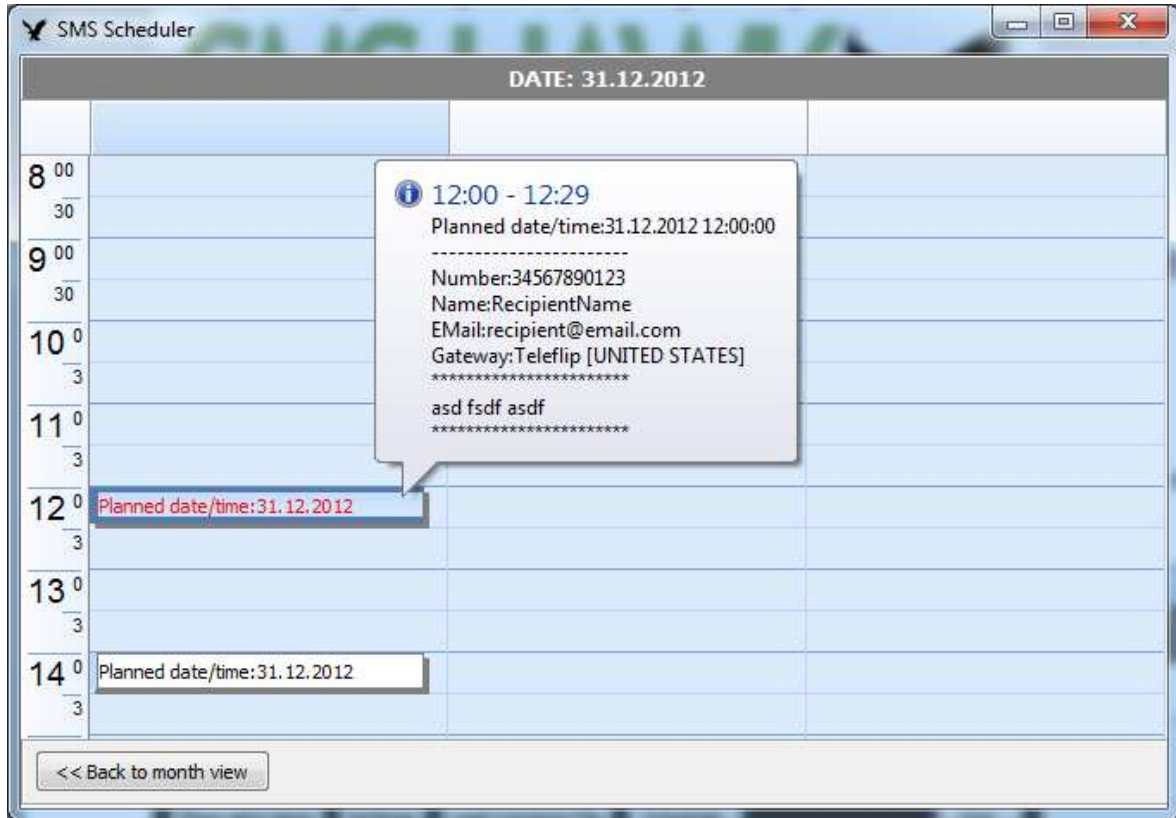 SMS Scheduler
SMS HAWK
DATE: 31.12.2012
8 00
30
9 00
30
10 0
3
11 0
3
12 0
3
13 0
3
14 0
3
12:00 - 12:29
Planned date/time:31.12.2012 12:00:00
-----------------------
Number:34567890123
Name:RecipientName
EMail:recipient@email.com
Gateway:Teleflip [UNITED STATES]
***********************
asd fsdf asdf
***********************
Planned date/time:31.12.2012
Planned date/time:31.12.2012
<< Back to month view